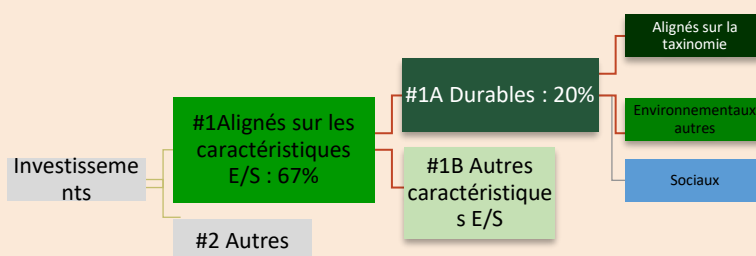 Investisseme
nts
#1Alignés sur les
caractéristiques
E/S : 67%
#2 Autres
#1A Durables : 20%
#1B Autres
caractéristique
s E/S
Alignés sur la
taxinomie
Environnementaux
autres
Sociaux